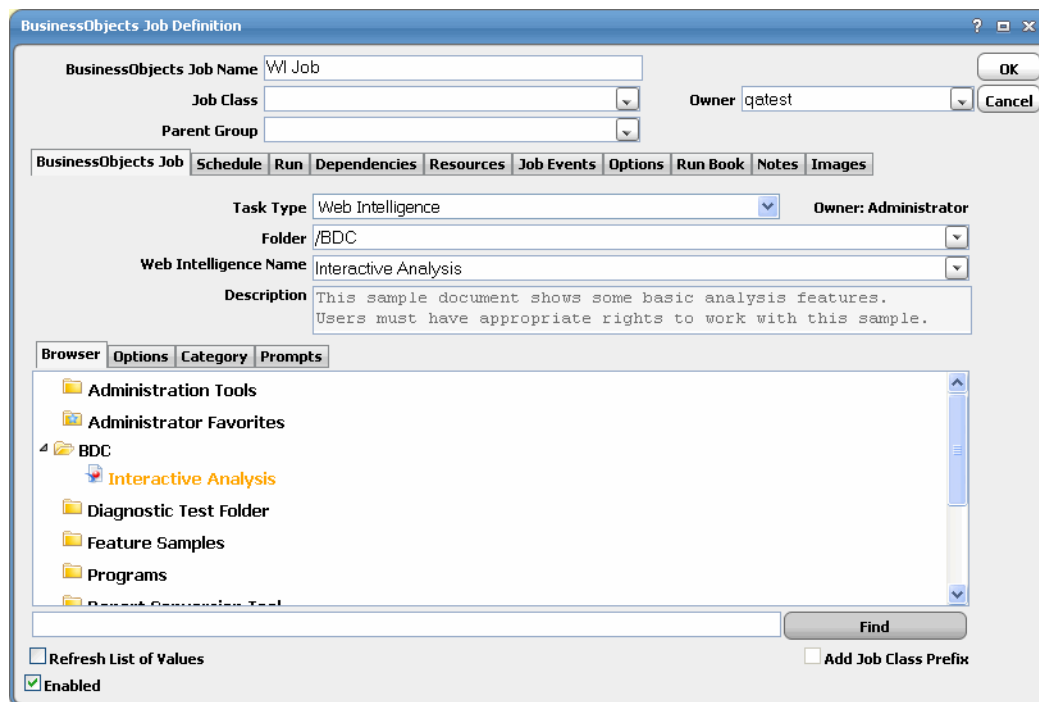 BusinessObjects Job Definition ?
BusinessObjects Job Name WI Job OK
Job Class Owner qatest Cancel
Parent Group
BusinessObjects Job Schedule Run Dependencies Resources Job Events Options Run Book Notes Images
Task Type Web Intelligence Owner: Administrator
Folder /BDC
Web Intelligence Name Interactive Analysis
Description This sample document shows some basic analysis features.
Users must have appropriate rights to work with this sample.
Browser Options Category Prompts
Administration Tools
Administrator Favorites
BDC
Interactive Analysis
Diagnostic Test Folder
Feature Samples
Programs
Report Conversion Tool
Find
Refresh List of Values Add Job Class Prefix
Enabled